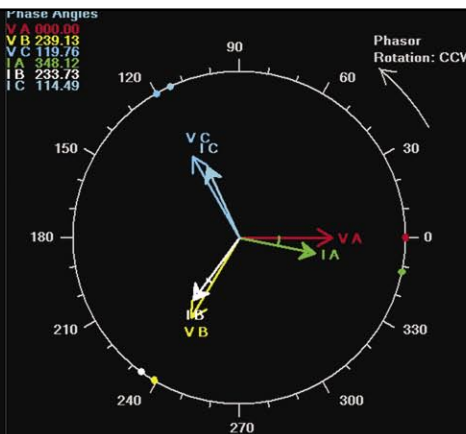 Phase Angles
V A 000.00
V B 239.13
V C 119.76
I A 348.12
I B 233.73
I C 114.49
Phasor
Rotation: CCW
90
120
60
150
30
180
0
210
330
240
300
270
V C
I C
V A
I A
I B
V B